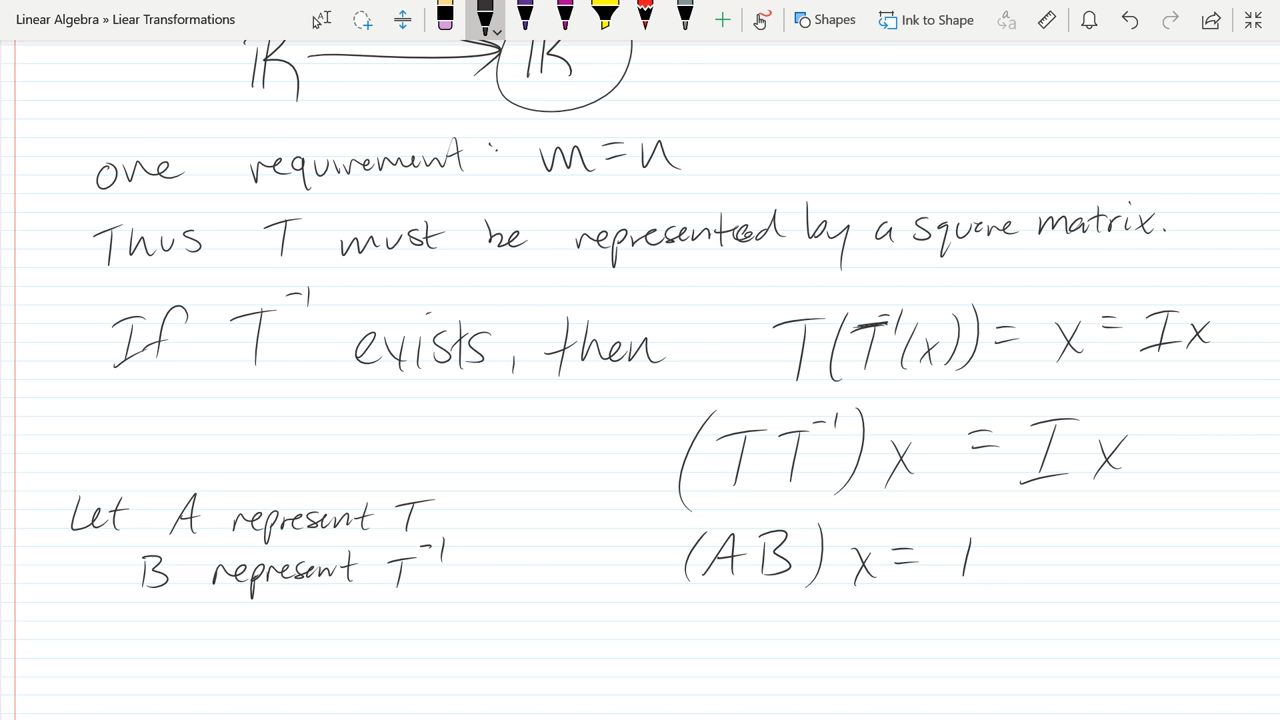 Linear Algebra » Liear Transformations
Shapes
Ink to Shape
ℝ → ℝ
one requirement: m=n
Thus T must be represented by a square matrix.
If T⁻¹ exists, then T(T⁻¹(x)) = x = Ix
(TT⁻¹)x = Ix
Let A represent T
B represent T⁻¹
(AB)x = I